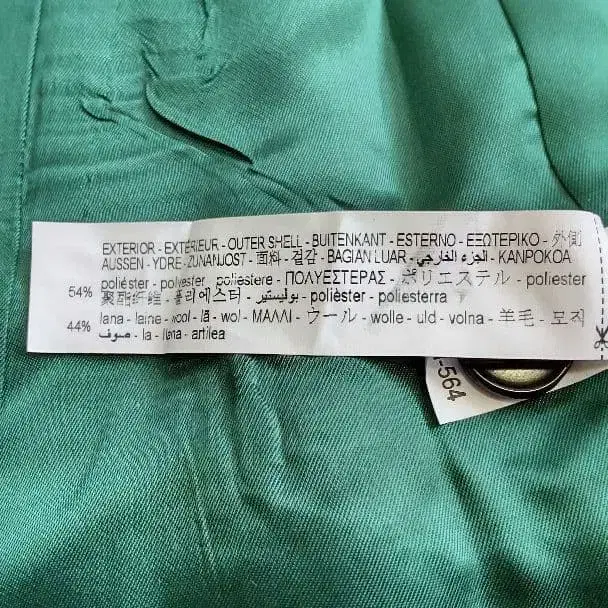 EXTERIOR - EXTÉRIEUR - OUTER SHELL - BUITENKANT - ESTERNO - ΕΞΩΤΕΡΙΚΟ - 外側
AUSSEN - YDRE - ZUNANJOST - 面料 - 겉감 - BAGIAN LUAR - الجزء الخارجي - KANPOKOA
54% poliéster - polyester - poliestere - ΠΟΛΥΕΣΤΕΡΑΣ - ポリエステル - poliester
聚酯纤维 - 폴리에스터 - بوليستير - polièster - poliesterra
44% lana - laine - wool - lã - wol - ΜΑΛΛΙ - ウール - wolle - uld - volna - 羊毛 - 모직
صوف - la - llana - artilea
-564